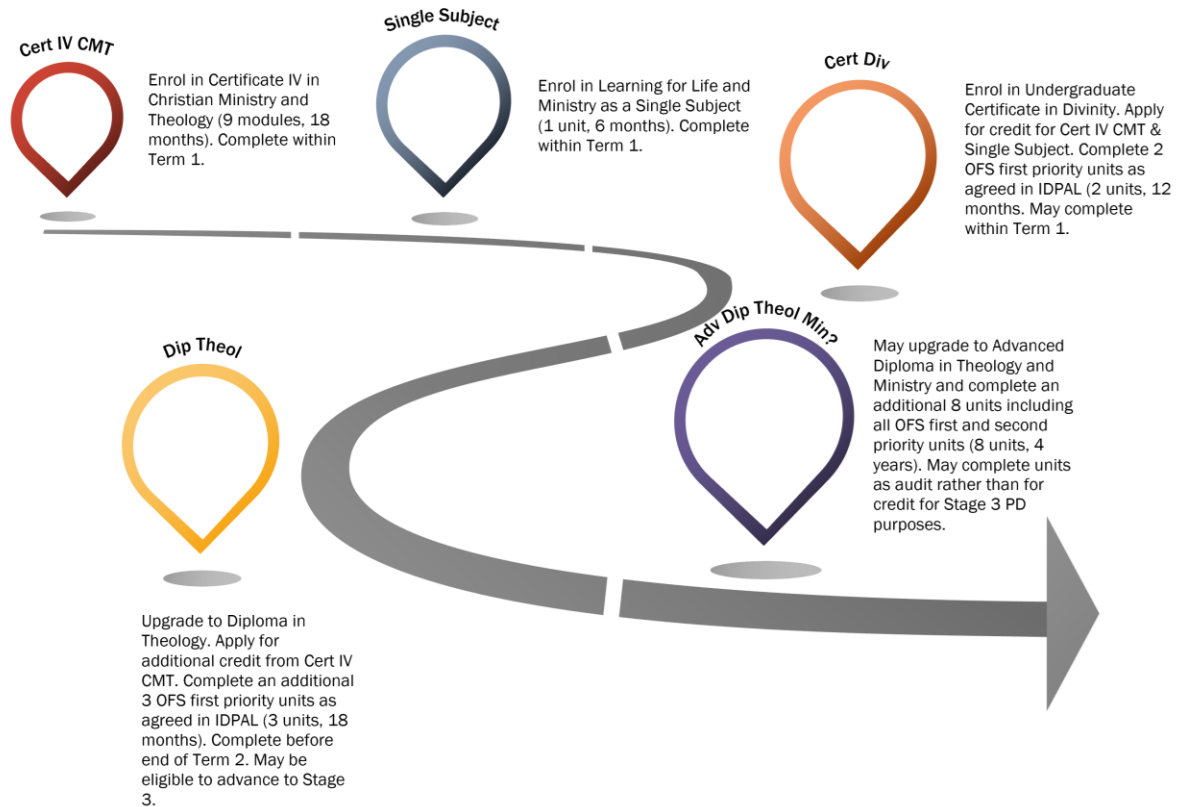 Cert IV CMT
Enrol in Certificate IV in
Christian Ministry and
Theology (9 modules, 18
months). Complete within
Term 1.
Single Subject
Enrol in Learning for Life and
Ministry as a Single Subject
(1 unit, 6 months). Complete
within Term 1.
Cert Div
Enrol in Undergraduate
Certificate in Divinity. Apply
for credit for Cert IV CMT &
Single Subject. Complete 2
OFS first priority units as
agreed in IDPAL (2 units, 12
months. May complete
within Term 1.
Dip Theol
Upgrade to Diploma in
Theology. Apply for
additional credit from Cert IV
CMT. Complete an additional
3 OFS first priority units as
agreed in IDPAL (3 units, 18
months). Complete before
end of Term 2. May be
eligible to advance to Stage
3.
Adv Dip Theol Min?
May upgrade to Advanced
Diploma in Theology and
Ministry and complete an
additional 8 units including
all OFS first and second
priority units (8 units, 4
years). May complete units
as audit rather than for
credit for Stage 3 PD
purposes.